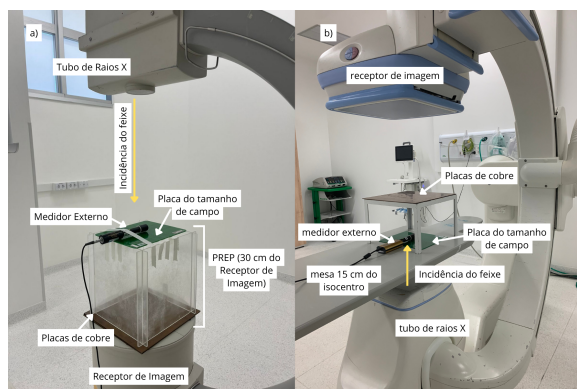 a)
Tubo de Raios X
Incidência do feixe
Medidor Externo
Placa do tamanho
de campo
PREP (30 cm do
Receptor de
Imagem)
Placas de cobre
Receptor de Imagem
b)
receptor de imagem
Placas de cobre
medidor externo
Placa do tamanho
de campo
mesa 15 cm do
isocentro
Incidência do feixe
tubo de raios X